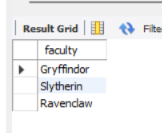 Result Grid Filte
faculty
Gryffindor
Slytherin
Ravenclaw